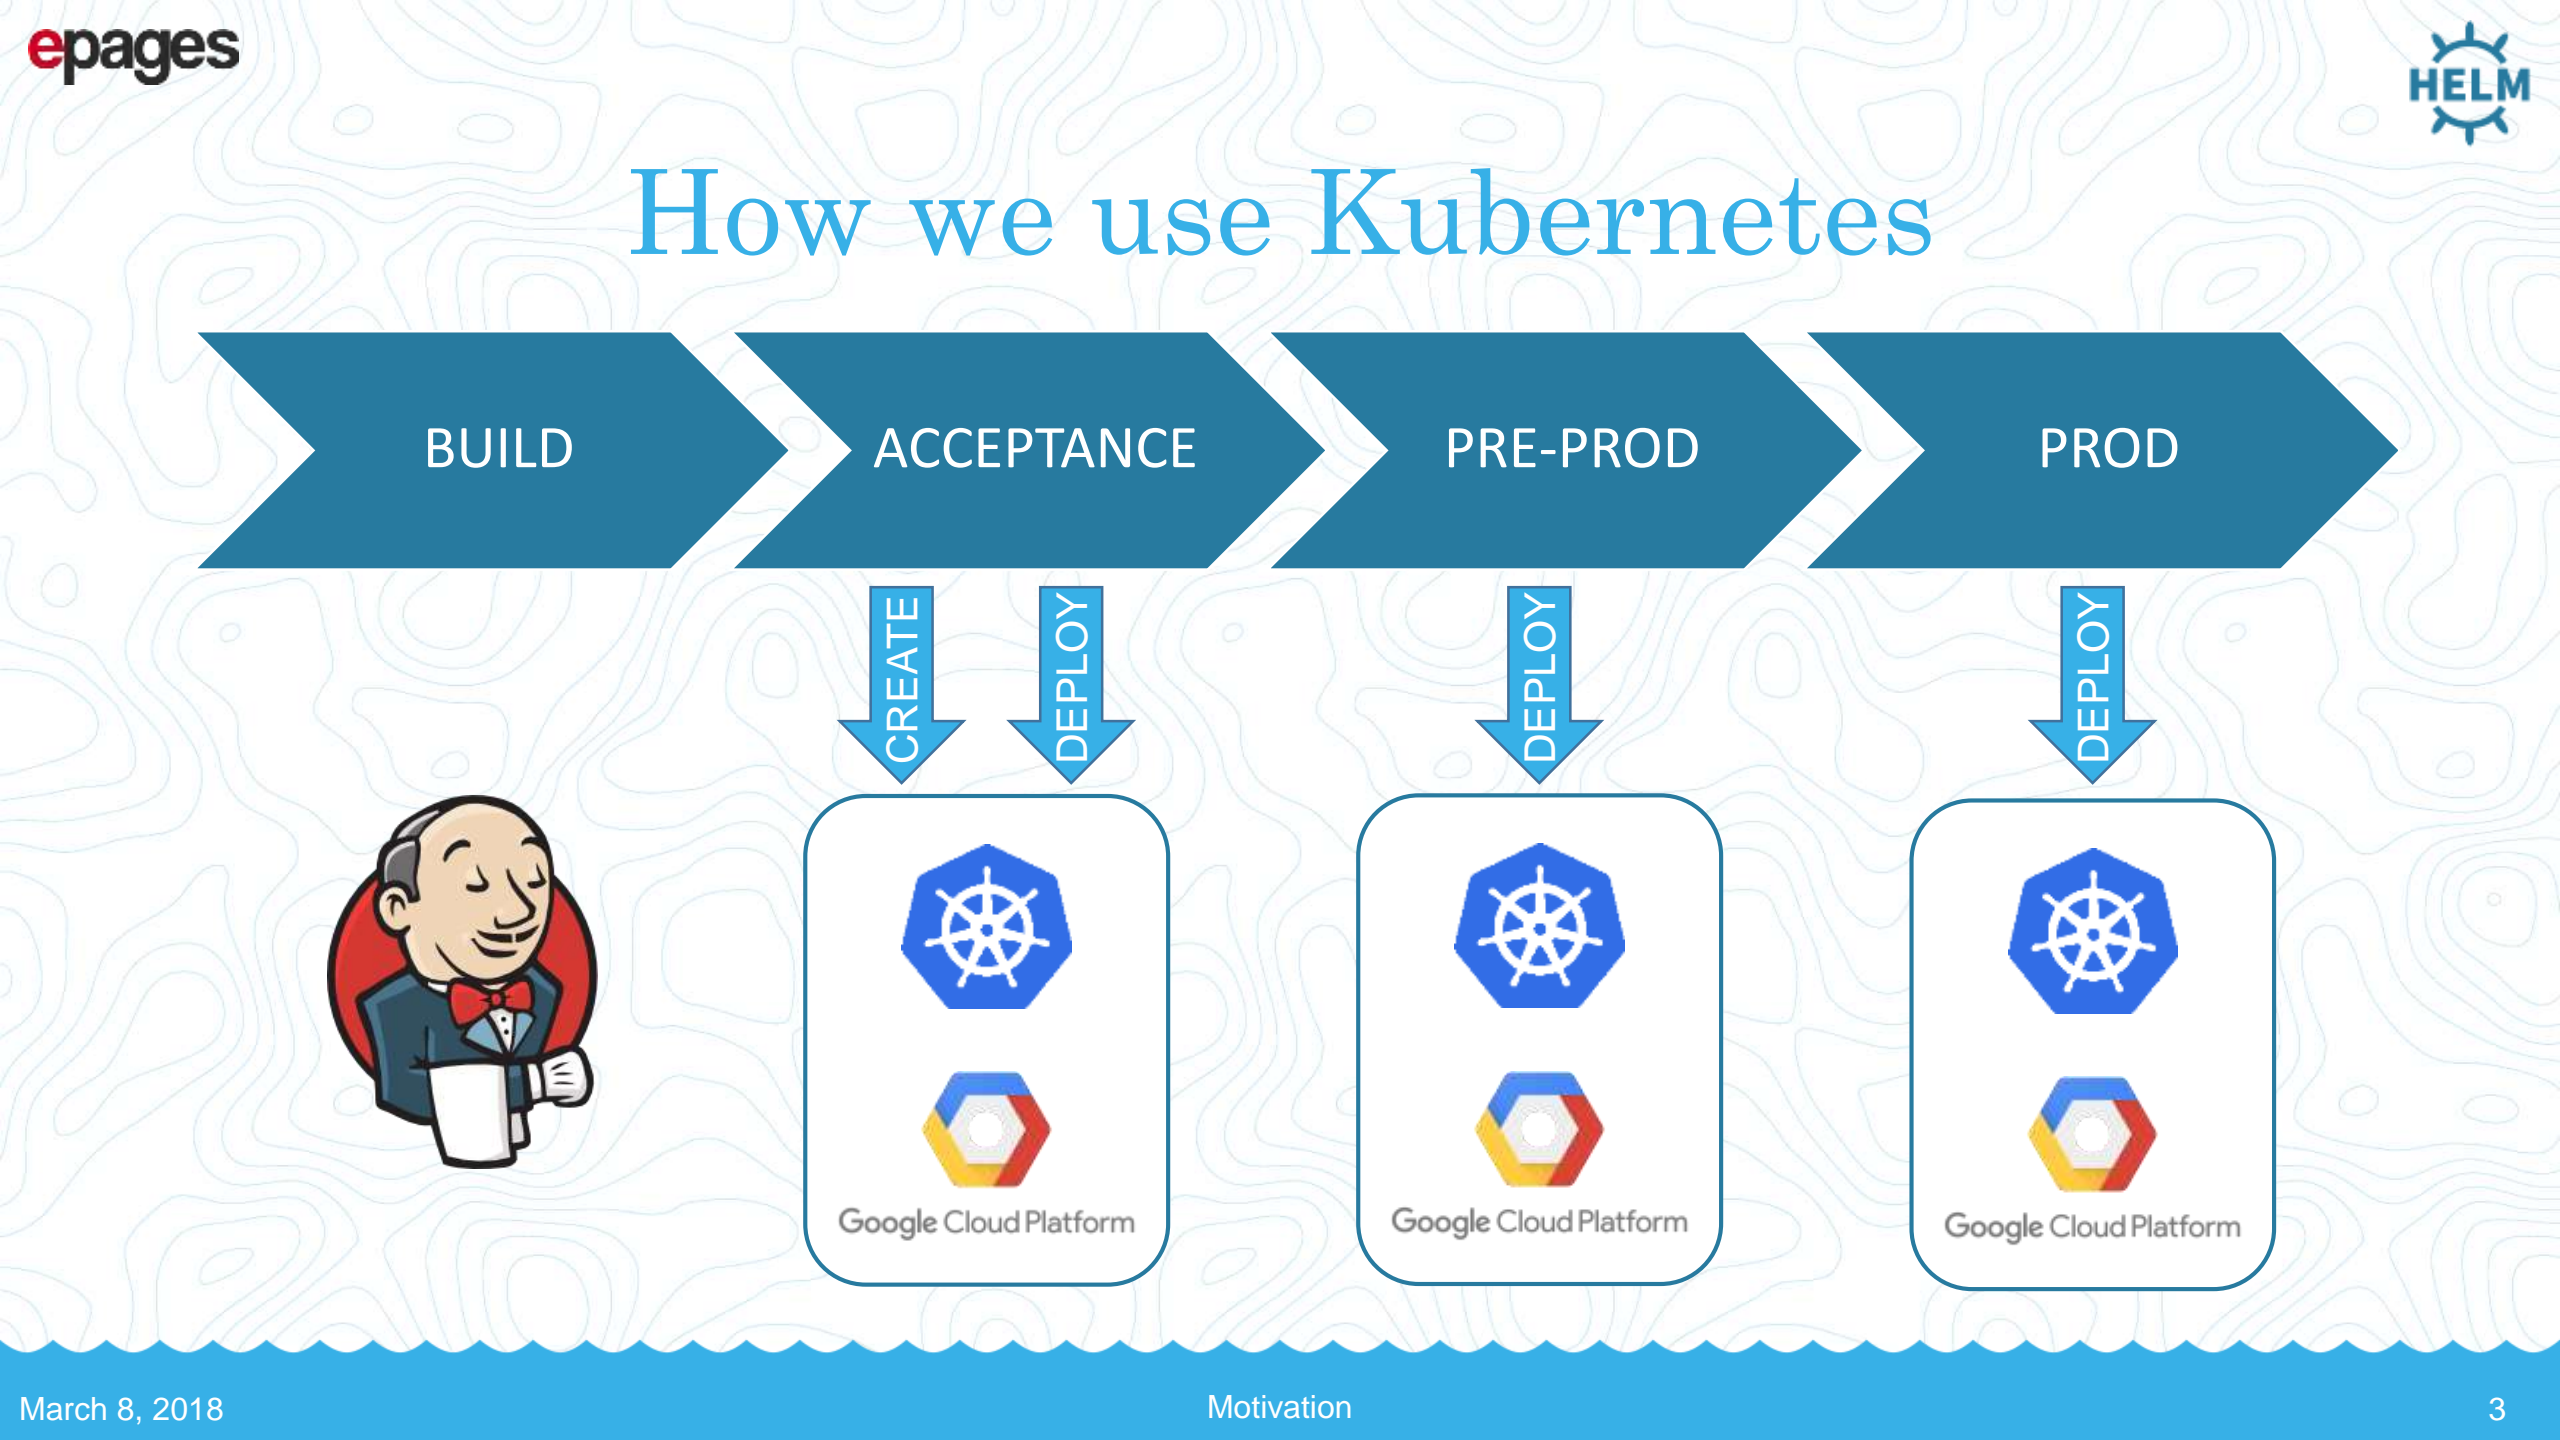 epages
HELM
How we use Kubernetes
BUILD
ACCEPTANCE
PRE-PROD
PROD
CREATE
DEPLOY
DEPLOY
DEPLOY
Google Cloud Platform
Google Cloud Platform
Google Cloud Platform
March 8, 2018
Motivation
3